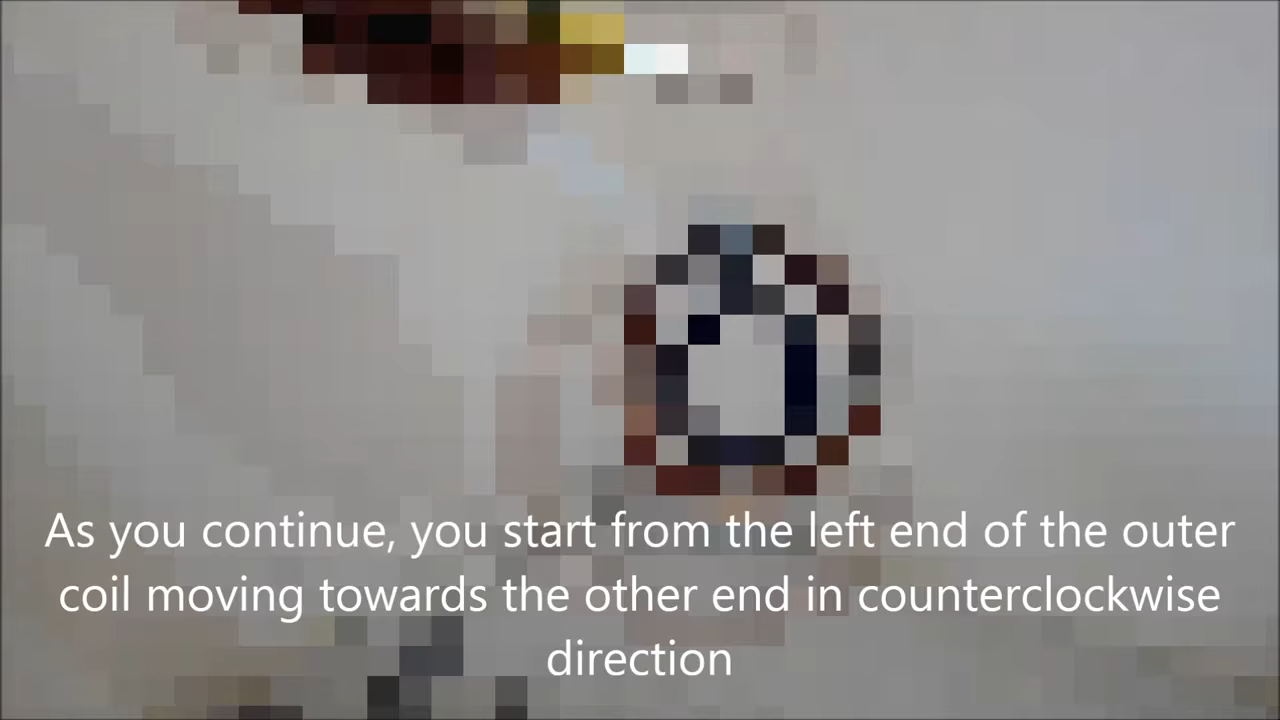 As you continue, you start from the left end of the outer
coil moving towards the other end in counterclockwise
direction